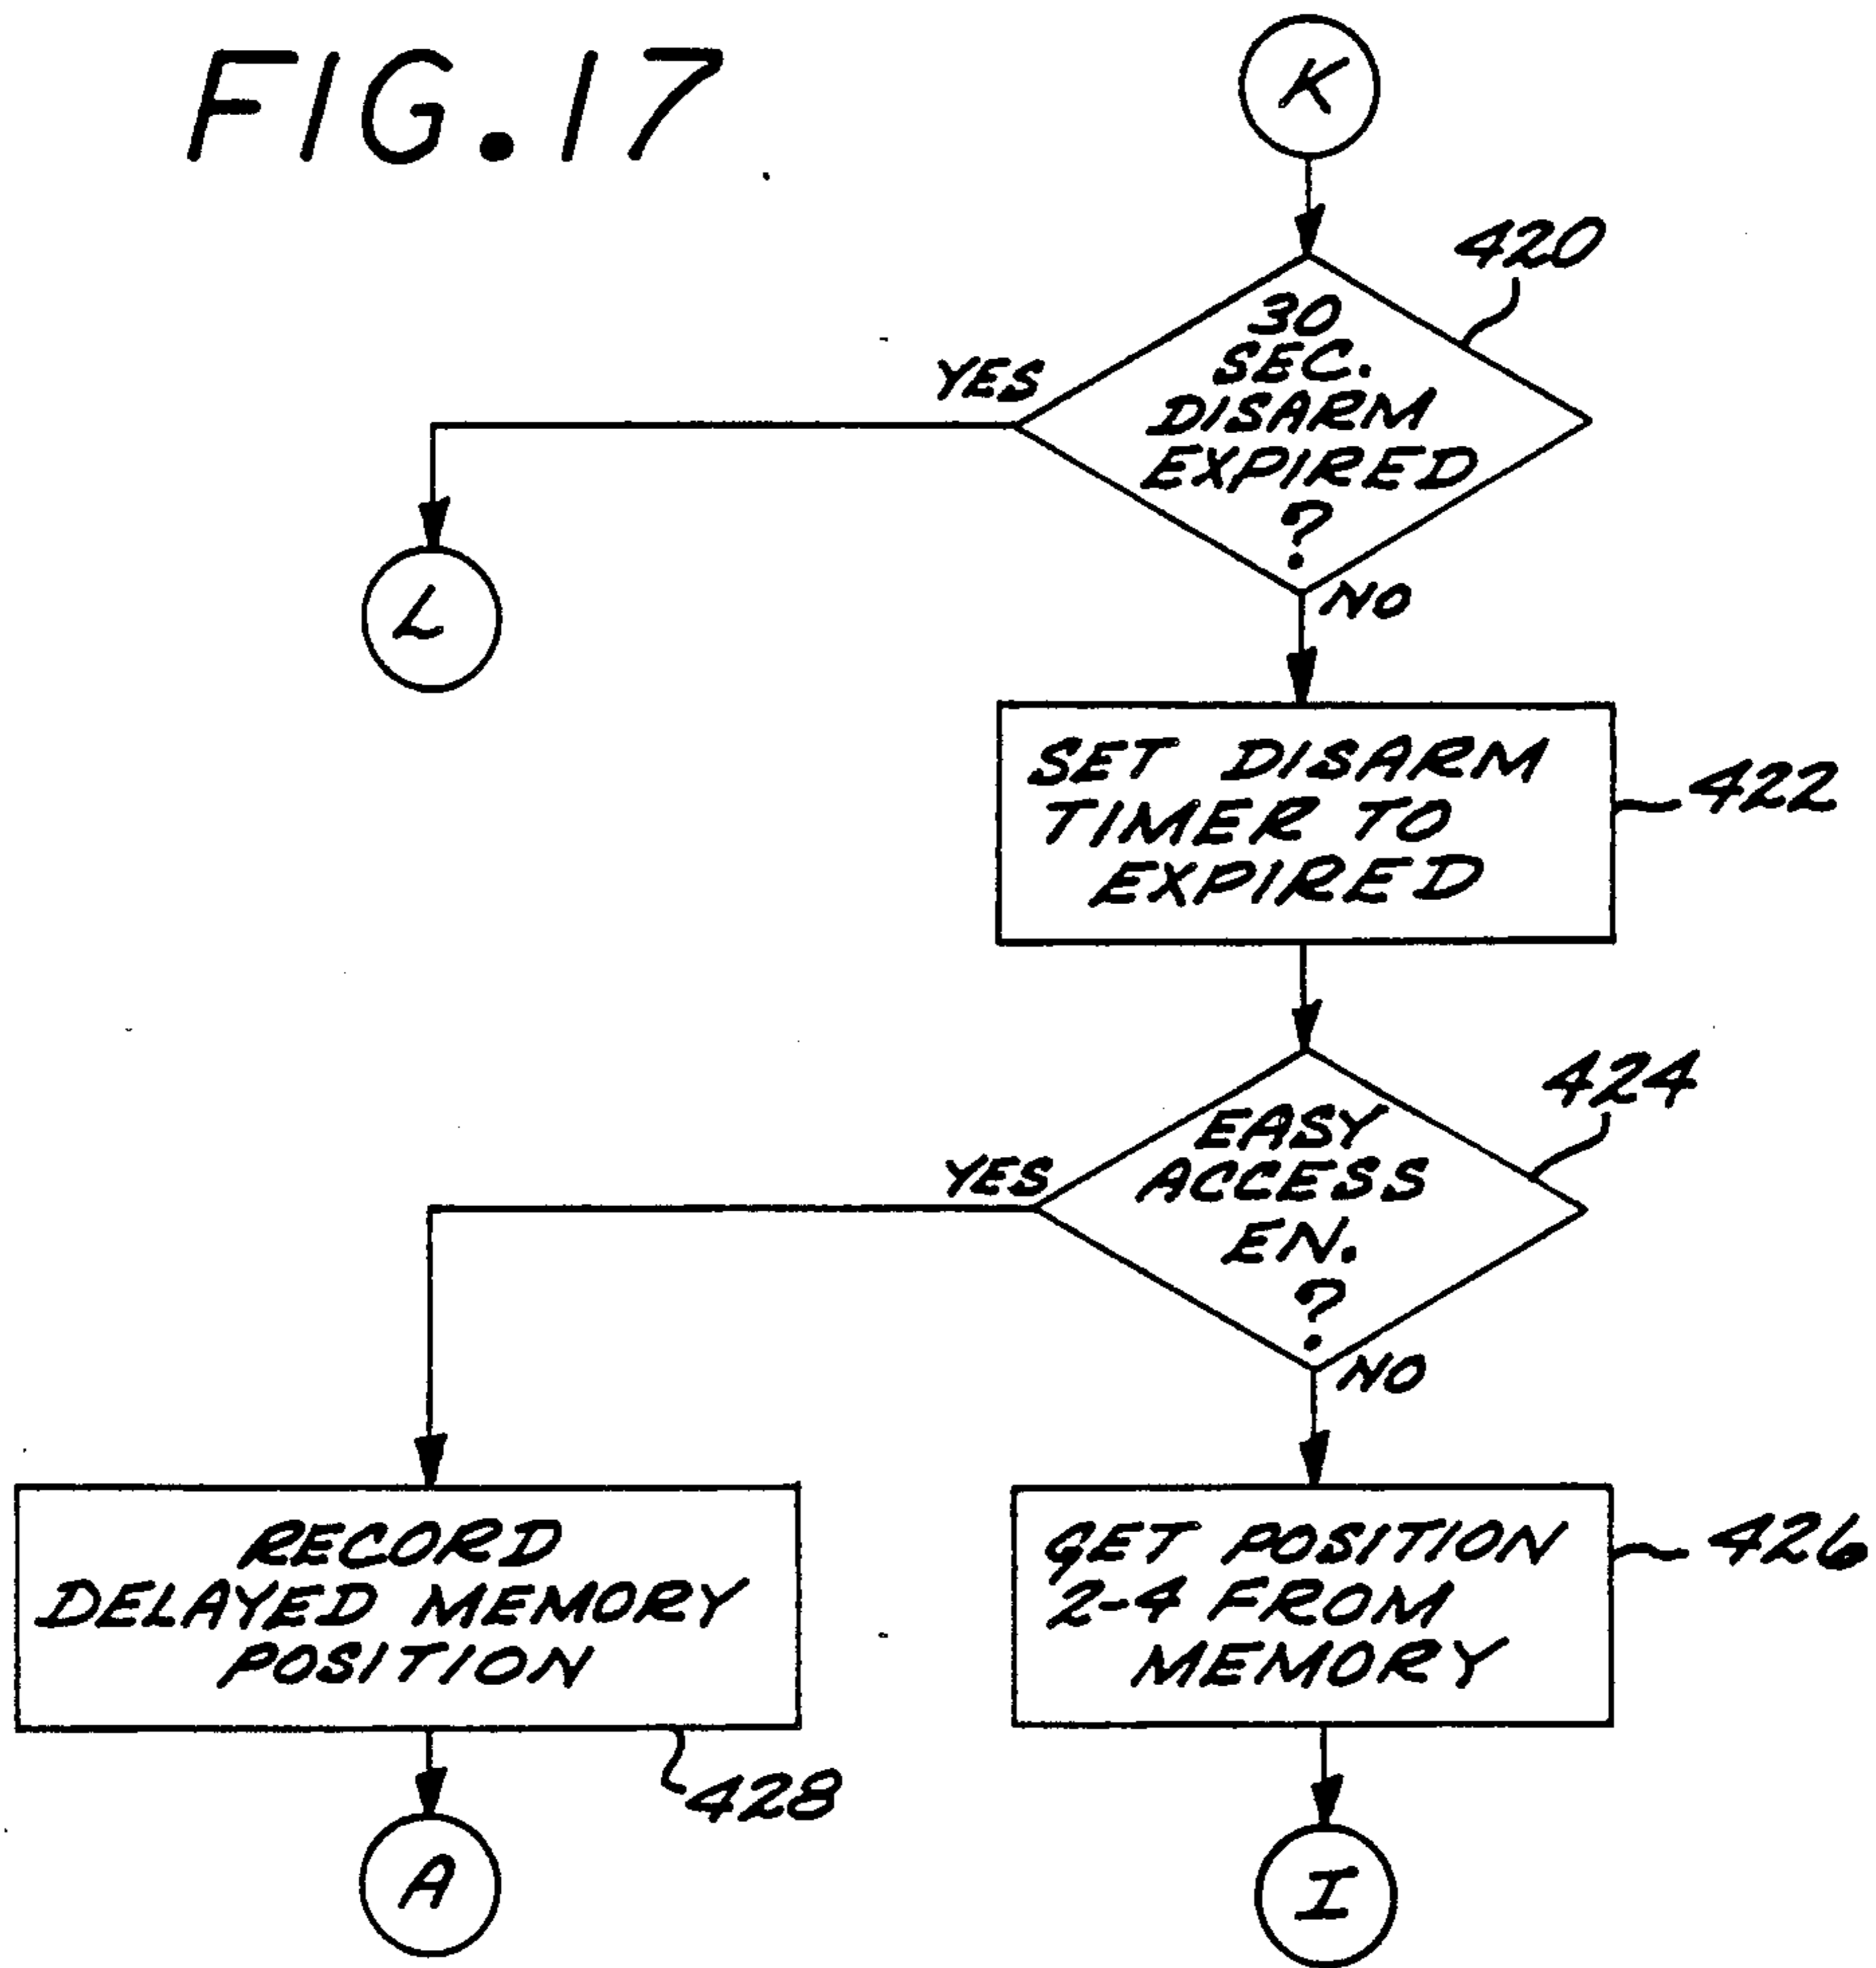 FIG. 17
K
420
30
SEC.
DISARM
EXPIRED
?
YES
NO
L
SET DISARM
TIMER TO
EXPIRED
422
424
EASY
ACCESS
EN.
?
YES
NO
RECORD
DELAYED MEMORY
POSITION
428
GET POSITION
2-4 FROM
MEMORY
426
A
I